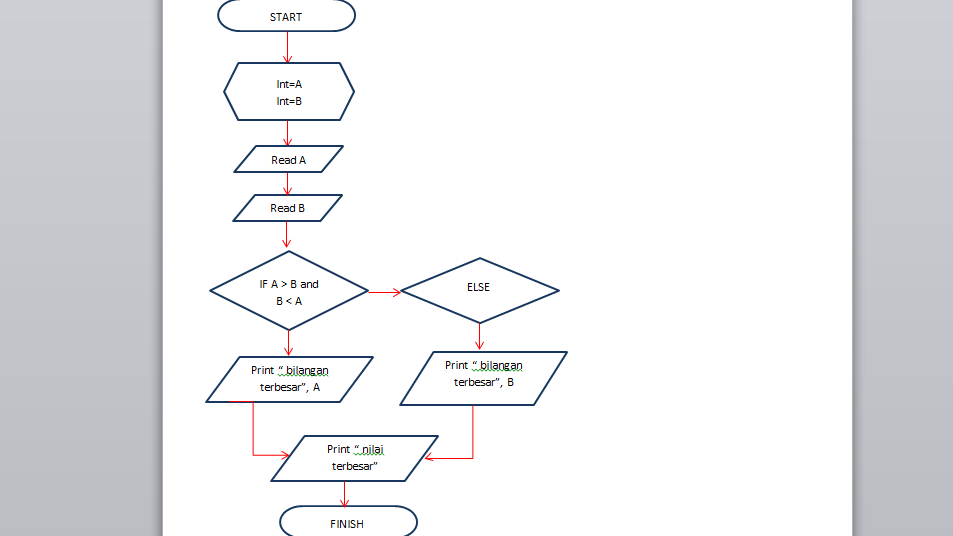 START
Int=A
Int=B
Read A
Read B
IF A > B and
B < A
ELSE
Print “ bilangan
terbesar”, A
Print “ bilangan
terbesar”, B
Print “ nilai
terbesar”
FINISH